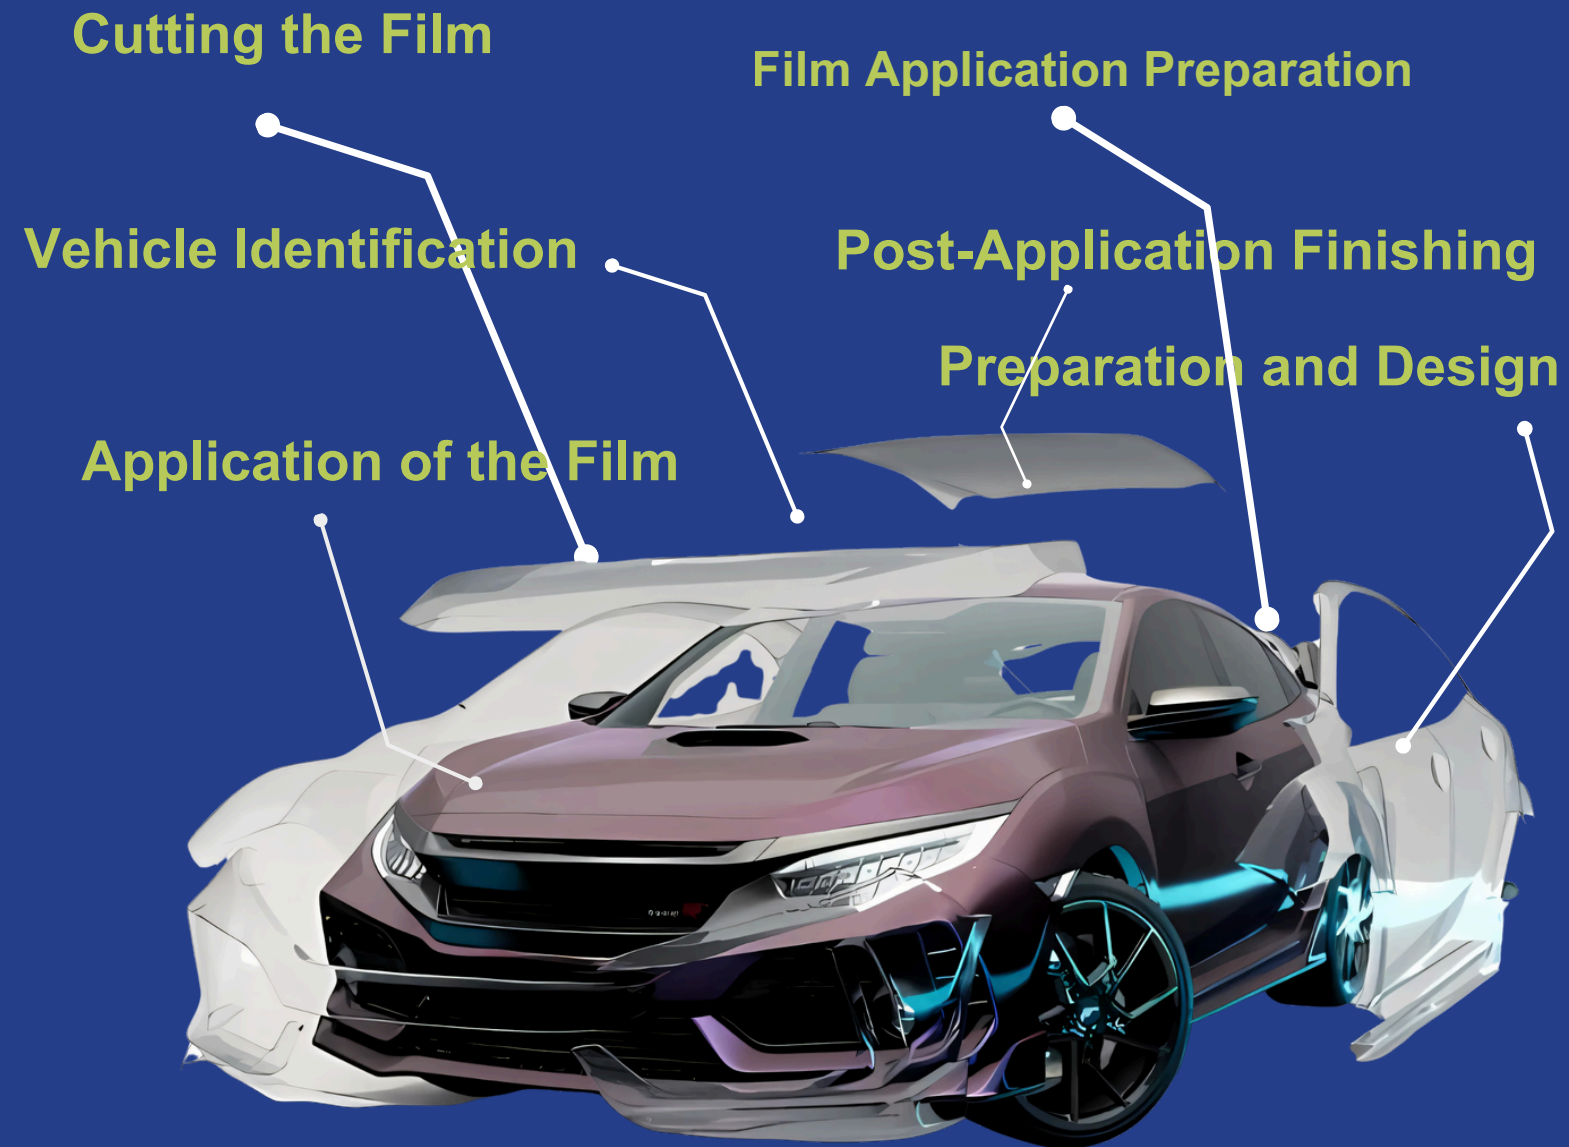 Cutting the Film
Film Application Preparation
Vehicle Identification
Post-Application Finishing
Preparation and Design
Application of the Film